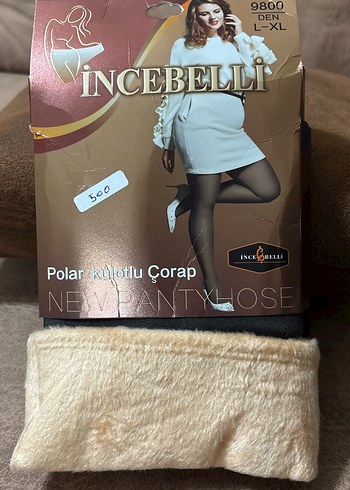 9800
DEN
L-XL
İNCEBELLİ
500
İNCEBELLİ
Polar külotlu Çorap
NEW PANTYHOSE